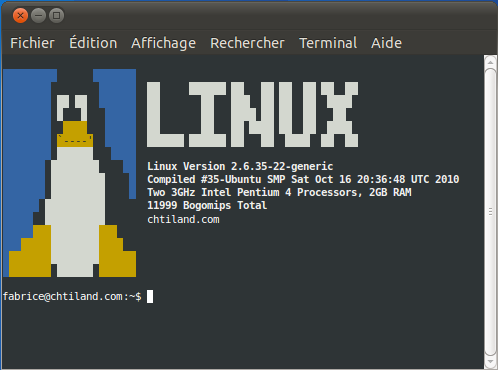 Fichier Édition Affichage Rechercher Terminal Aide
LINUX
Linux Version 2.6.35-22-generic
Compiled #35-Ubuntu SMP Sat Oct 16 20:36:48 UTC 2010
Two 3GHz Intel Pentium 4 Processors, 2GB RAM
11999 Bogomips Total
chtiland.com
fabrice@chtiland.com:~$